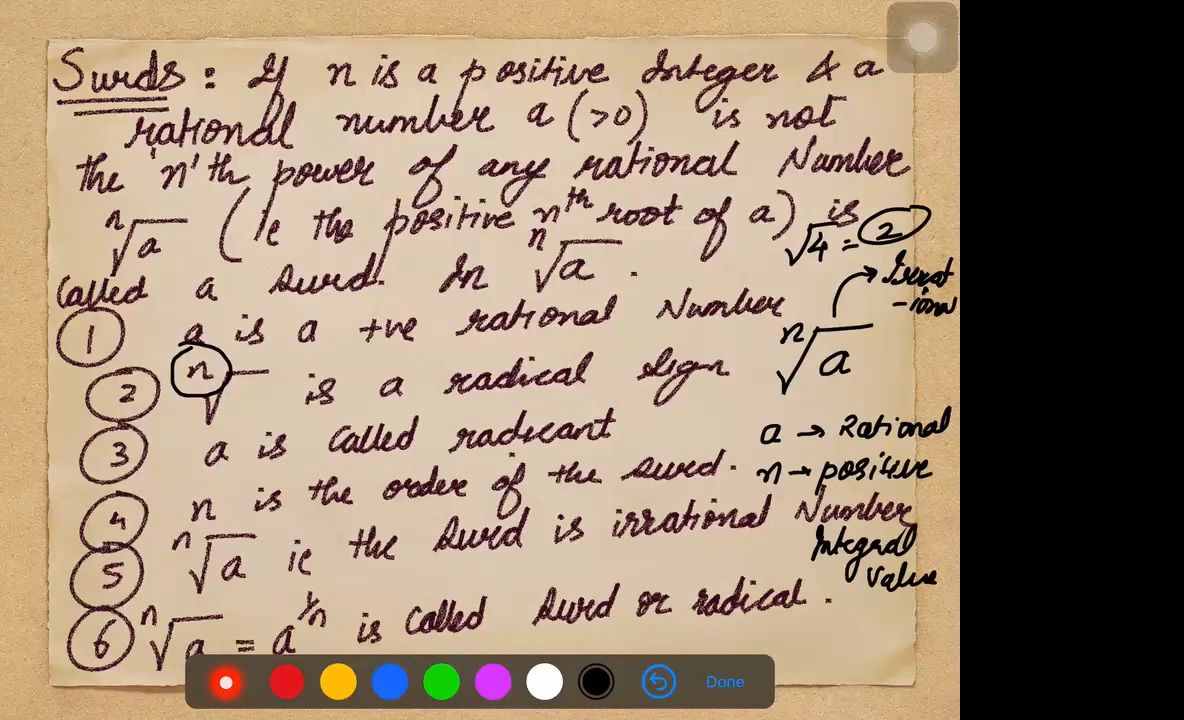 Surds : If n is a positive Integer & a
rational number a (>0) is not
the 'n'th power of any rational Number
ⁿ√a (ie the positive nth root of a) is
√4 = 2
called a surd. In ⁿ√a .
→ Irrat
-ional
1 a is a +ve rational Number
ⁿ√a
2 ⁿ√ is a radical sign
3 a is called radicant
a → Rational
4 n is the order of the surd.
n → positive
5 ⁿ√a ie the surd is irrational Number
Integral
value
6 ⁿ√a = a^1/n is called surd or radical .
Done